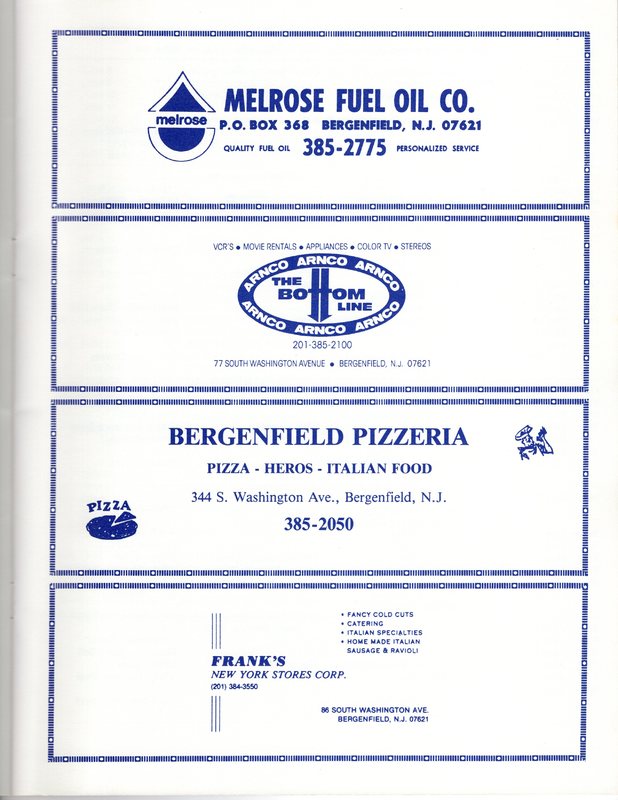 melrose
MELROSE FUEL OIL CO.
P.O. BOX 368 BERGENFIELD, N.J. 07621
QUALITY FUEL OIL 385-2775 PERSONALIZED SERVICE
VCR'S • MOVIE RENTALS • APPLIANCES • COLOR TV • STEREOS
ARNCO ARNCO ARNCO
THE
BOTTOM
LINE
ARNCO ARNCO ARNCO
201-385-2100
77 SOUTH WASHINGTON AVENUE • BERGENFIELD, N.J. 07621
BERGENFIELD PIZZERIA
PIZZA - HEROS - ITALIAN FOOD
344 S. Washington Ave., Bergenfield, N.J.
385-2050
PIZZA
• FANCY COLD CUTS
• CATERING
• ITALIAN SPECIALTIES
• HOME MADE ITALIAN
SAUSAGE & RAVIOLI
FRANK'S
NEW YORK STORES CORP.
(201) 384-3550
86 SOUTH WASHINGTON AVE.
BERGENFIELD, N.J. 07621